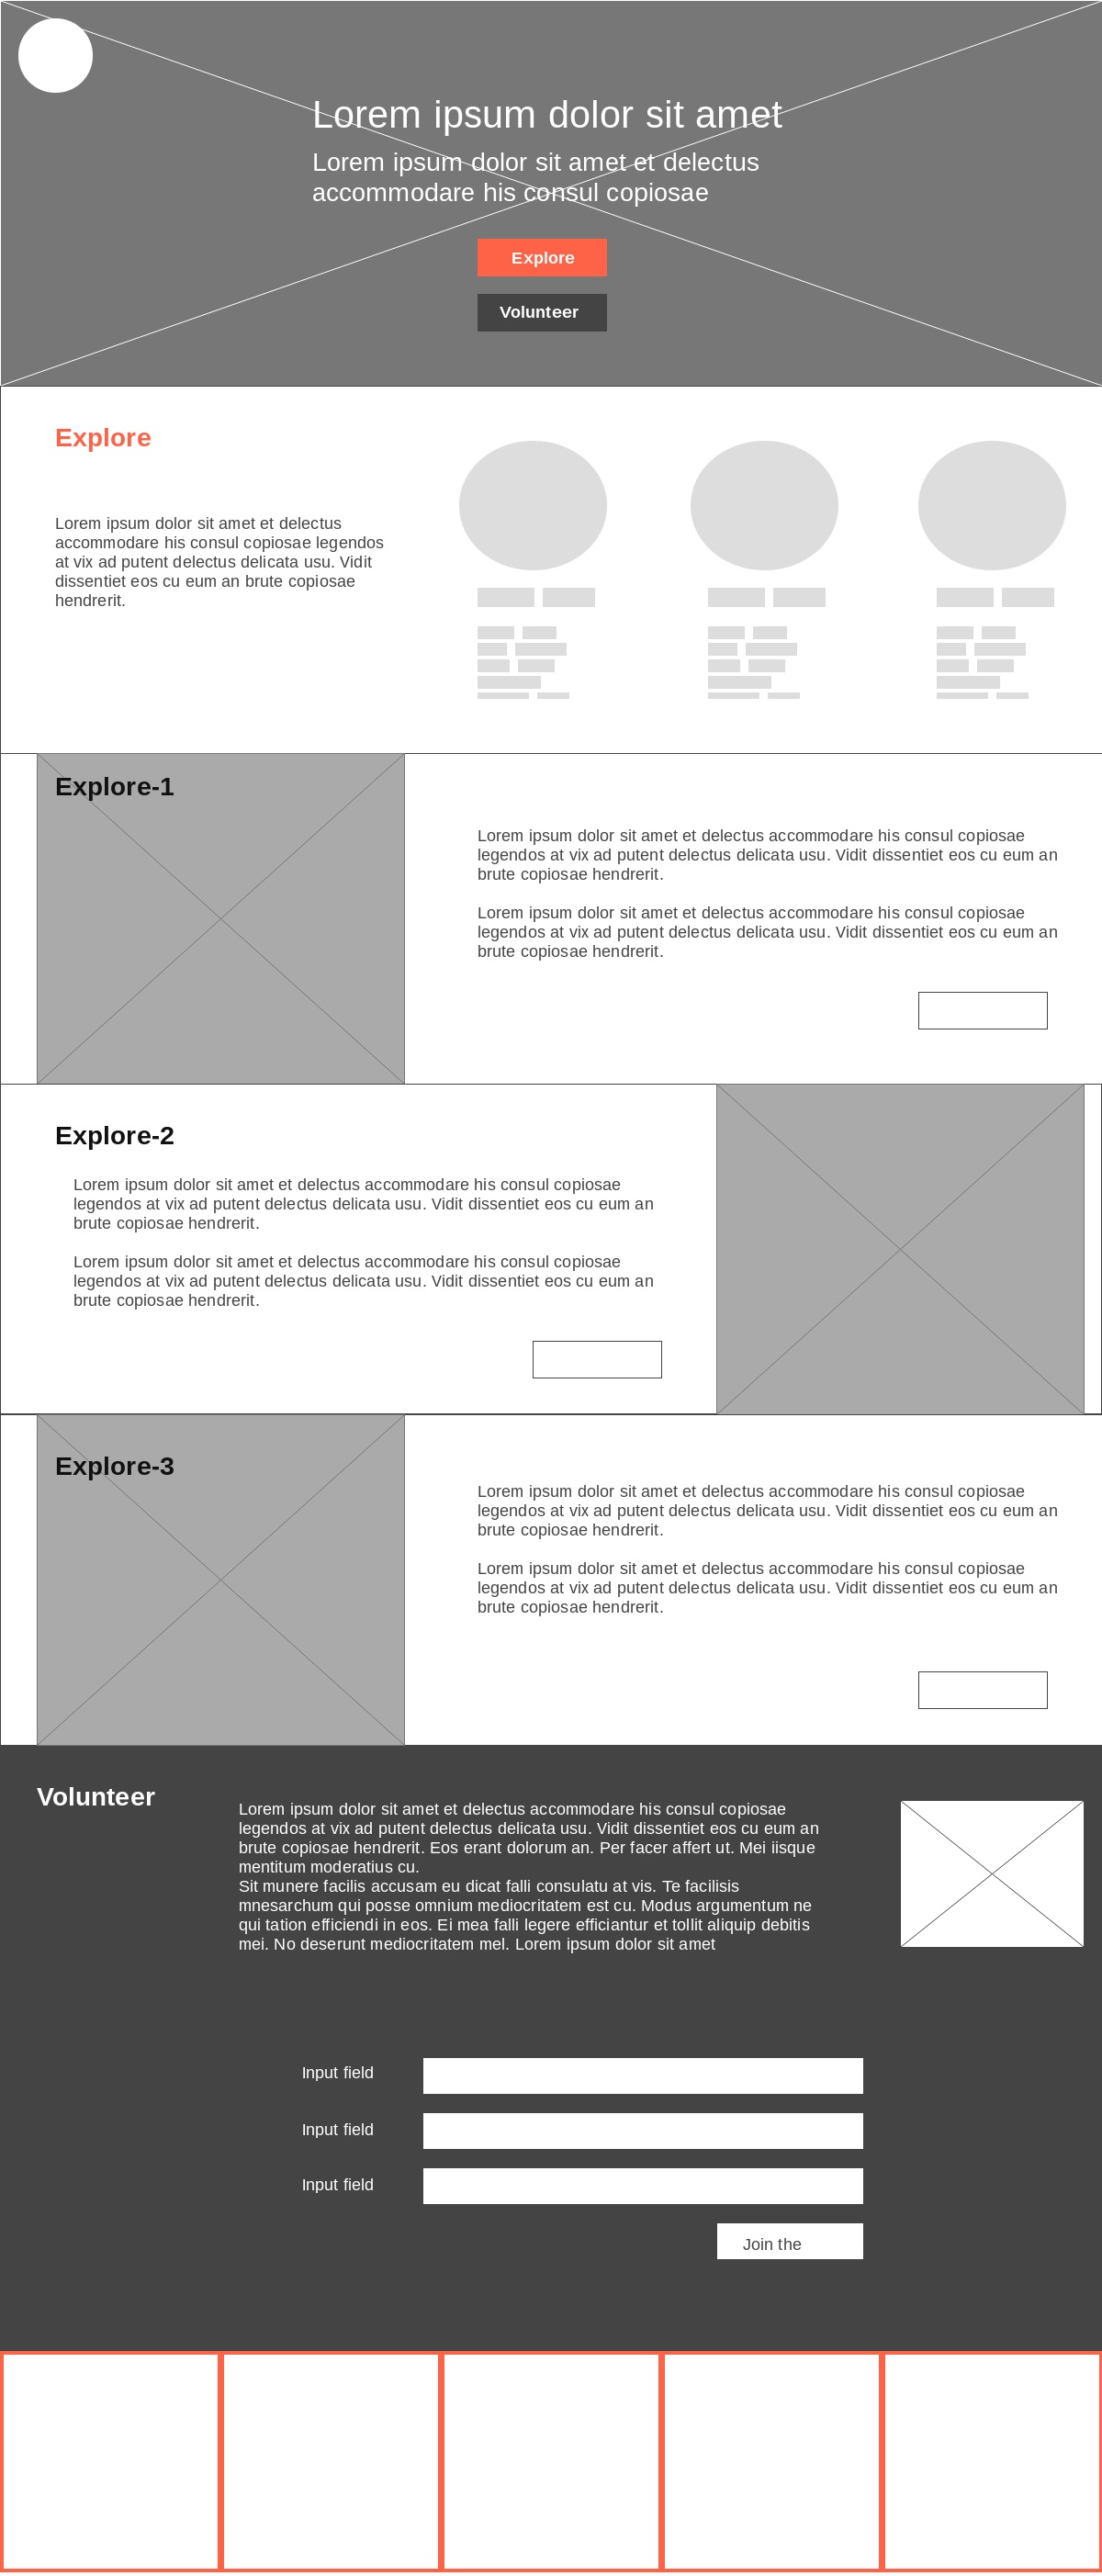 Lorem ipsum dolor sit amet
Lorem ipsum dolor sit amet et delectus
accommodare his consul copiosae
Explore
Volunteer
Explore
Lorem ipsum dolor sit amet et delectus
accommodare his consul copiosae legendos
at vix ad putent delectus delicata usu. Vidit
dissentiet eos cu eum an brute copiosae
hendrerit.
Explore-1
Lorem ipsum dolor sit amet et delectus accommodare his consul copiosae
legendos at vix ad putent delectus delicata usu. Vidit dissentiet eos cu eum an
brute copiosae hendrerit.
Lorem ipsum dolor sit amet et delectus accommodare his consul copiosae
legendos at vix ad putent delectus delicata usu. Vidit dissentiet eos cu eum an
brute copiosae hendrerit.
Explore-2
Lorem ipsum dolor sit amet et delectus accommodare his consul copiosae
legendos at vix ad putent delectus delicata usu. Vidit dissentiet eos cu eum an
brute copiosae hendrerit.
Lorem ipsum dolor sit amet et delectus accommodare his consul copiosae
legendos at vix ad putent delectus delicata usu. Vidit dissentiet eos cu eum an
brute copiosae hendrerit.
Explore-3
Lorem ipsum dolor sit amet et delectus accommodare his consul copiosae
legendos at vix ad putent delectus delicata usu. Vidit dissentiet eos cu eum an
brute copiosae hendrerit.
Lorem ipsum dolor sit amet et delectus accommodare his consul copiosae
legendos at vix ad putent delectus delicata usu. Vidit dissentiet eos cu eum an
brute copiosae hendrerit.
Volunteer
Lorem ipsum dolor sit amet et delectus accommodare his consul copiosae
legendos at vix ad putent delectus delicata usu. Vidit dissentiet eos cu eum an
brute copiosae hendrerit. Eos erant dolorum an. Per facer affert ut. Mei iisque
mentitum moderatius cu.
Sit munere facilis accusam eu dicat falli consulatu at vis. Te facilisis
mnesarchum qui posse omnium mediocritatem est cu. Modus argumentum ne
qui tation efficiendi in eos. Ei mea falli legere efficiantur et tollit aliquip debitis
mei. No deserunt mediocritatem mel. Lorem ipsum dolor sit amet
Input field
Input field
Input field
Join the